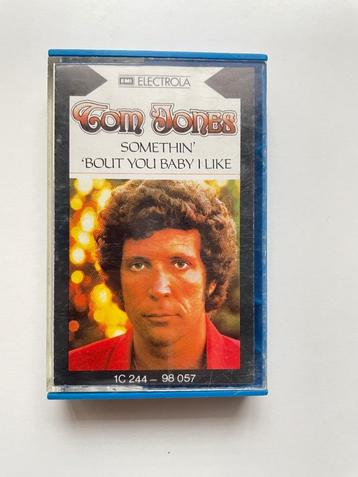 EMI ELECTROLA
Tom Jones
SOMETHIN'
'BOUT YOU BABY I LIKE
1C 244 – 98 057